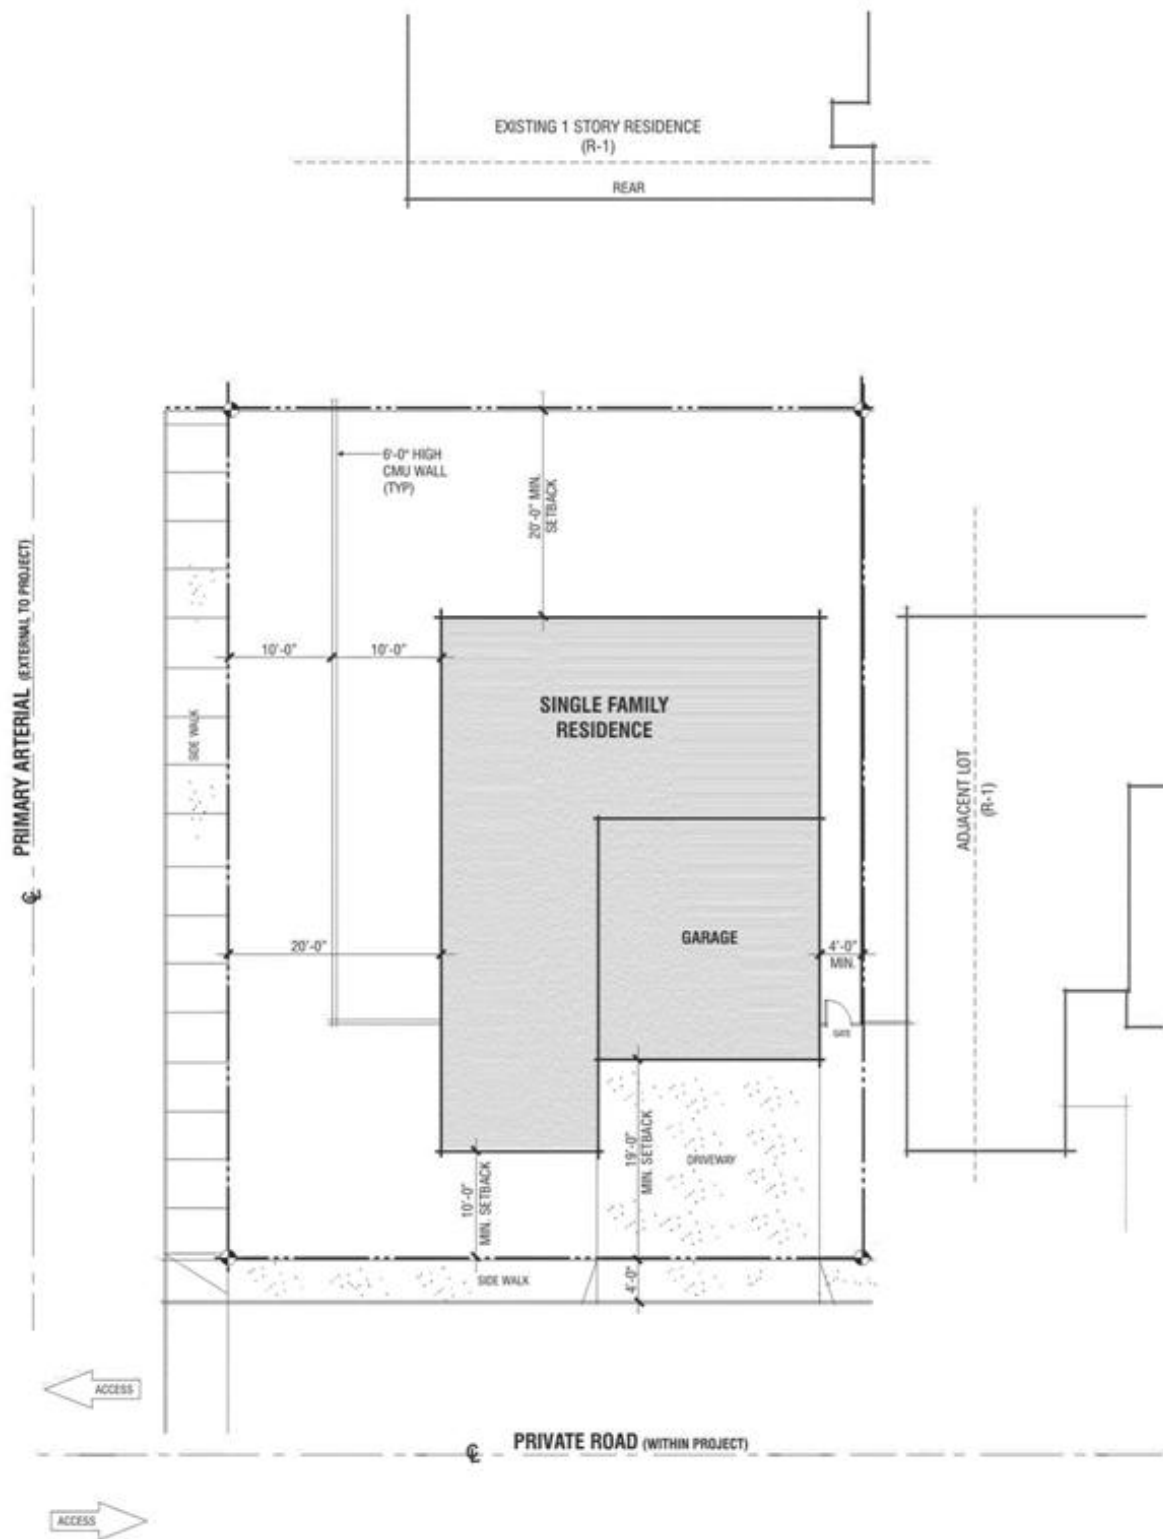 EXISTING 1 STORY RESIDENCE
(R-1)
REAR
6'-0" HIGH
CMU WALL
(TYP)
20'-0" MIN.
SETBACK
PRIMARY ARTERIAL (EXTERNAL TO PROJECT)
SIDE WALK
10'-0"
10'-0"
SINGLE FAMILY
RESIDENCE
ADJACENT LOT
(R-1)
20'-0"
GARAGE
4'-0"
MIN.
GATE
10'-0"
MIN. SETBACK
19'-0"
MIN. SETBACK
DRIVEWAY
SIDE WALK
4'-0"
ACCESS
PRIVATE ROAD (WITHIN PROJECT)
ACCESS